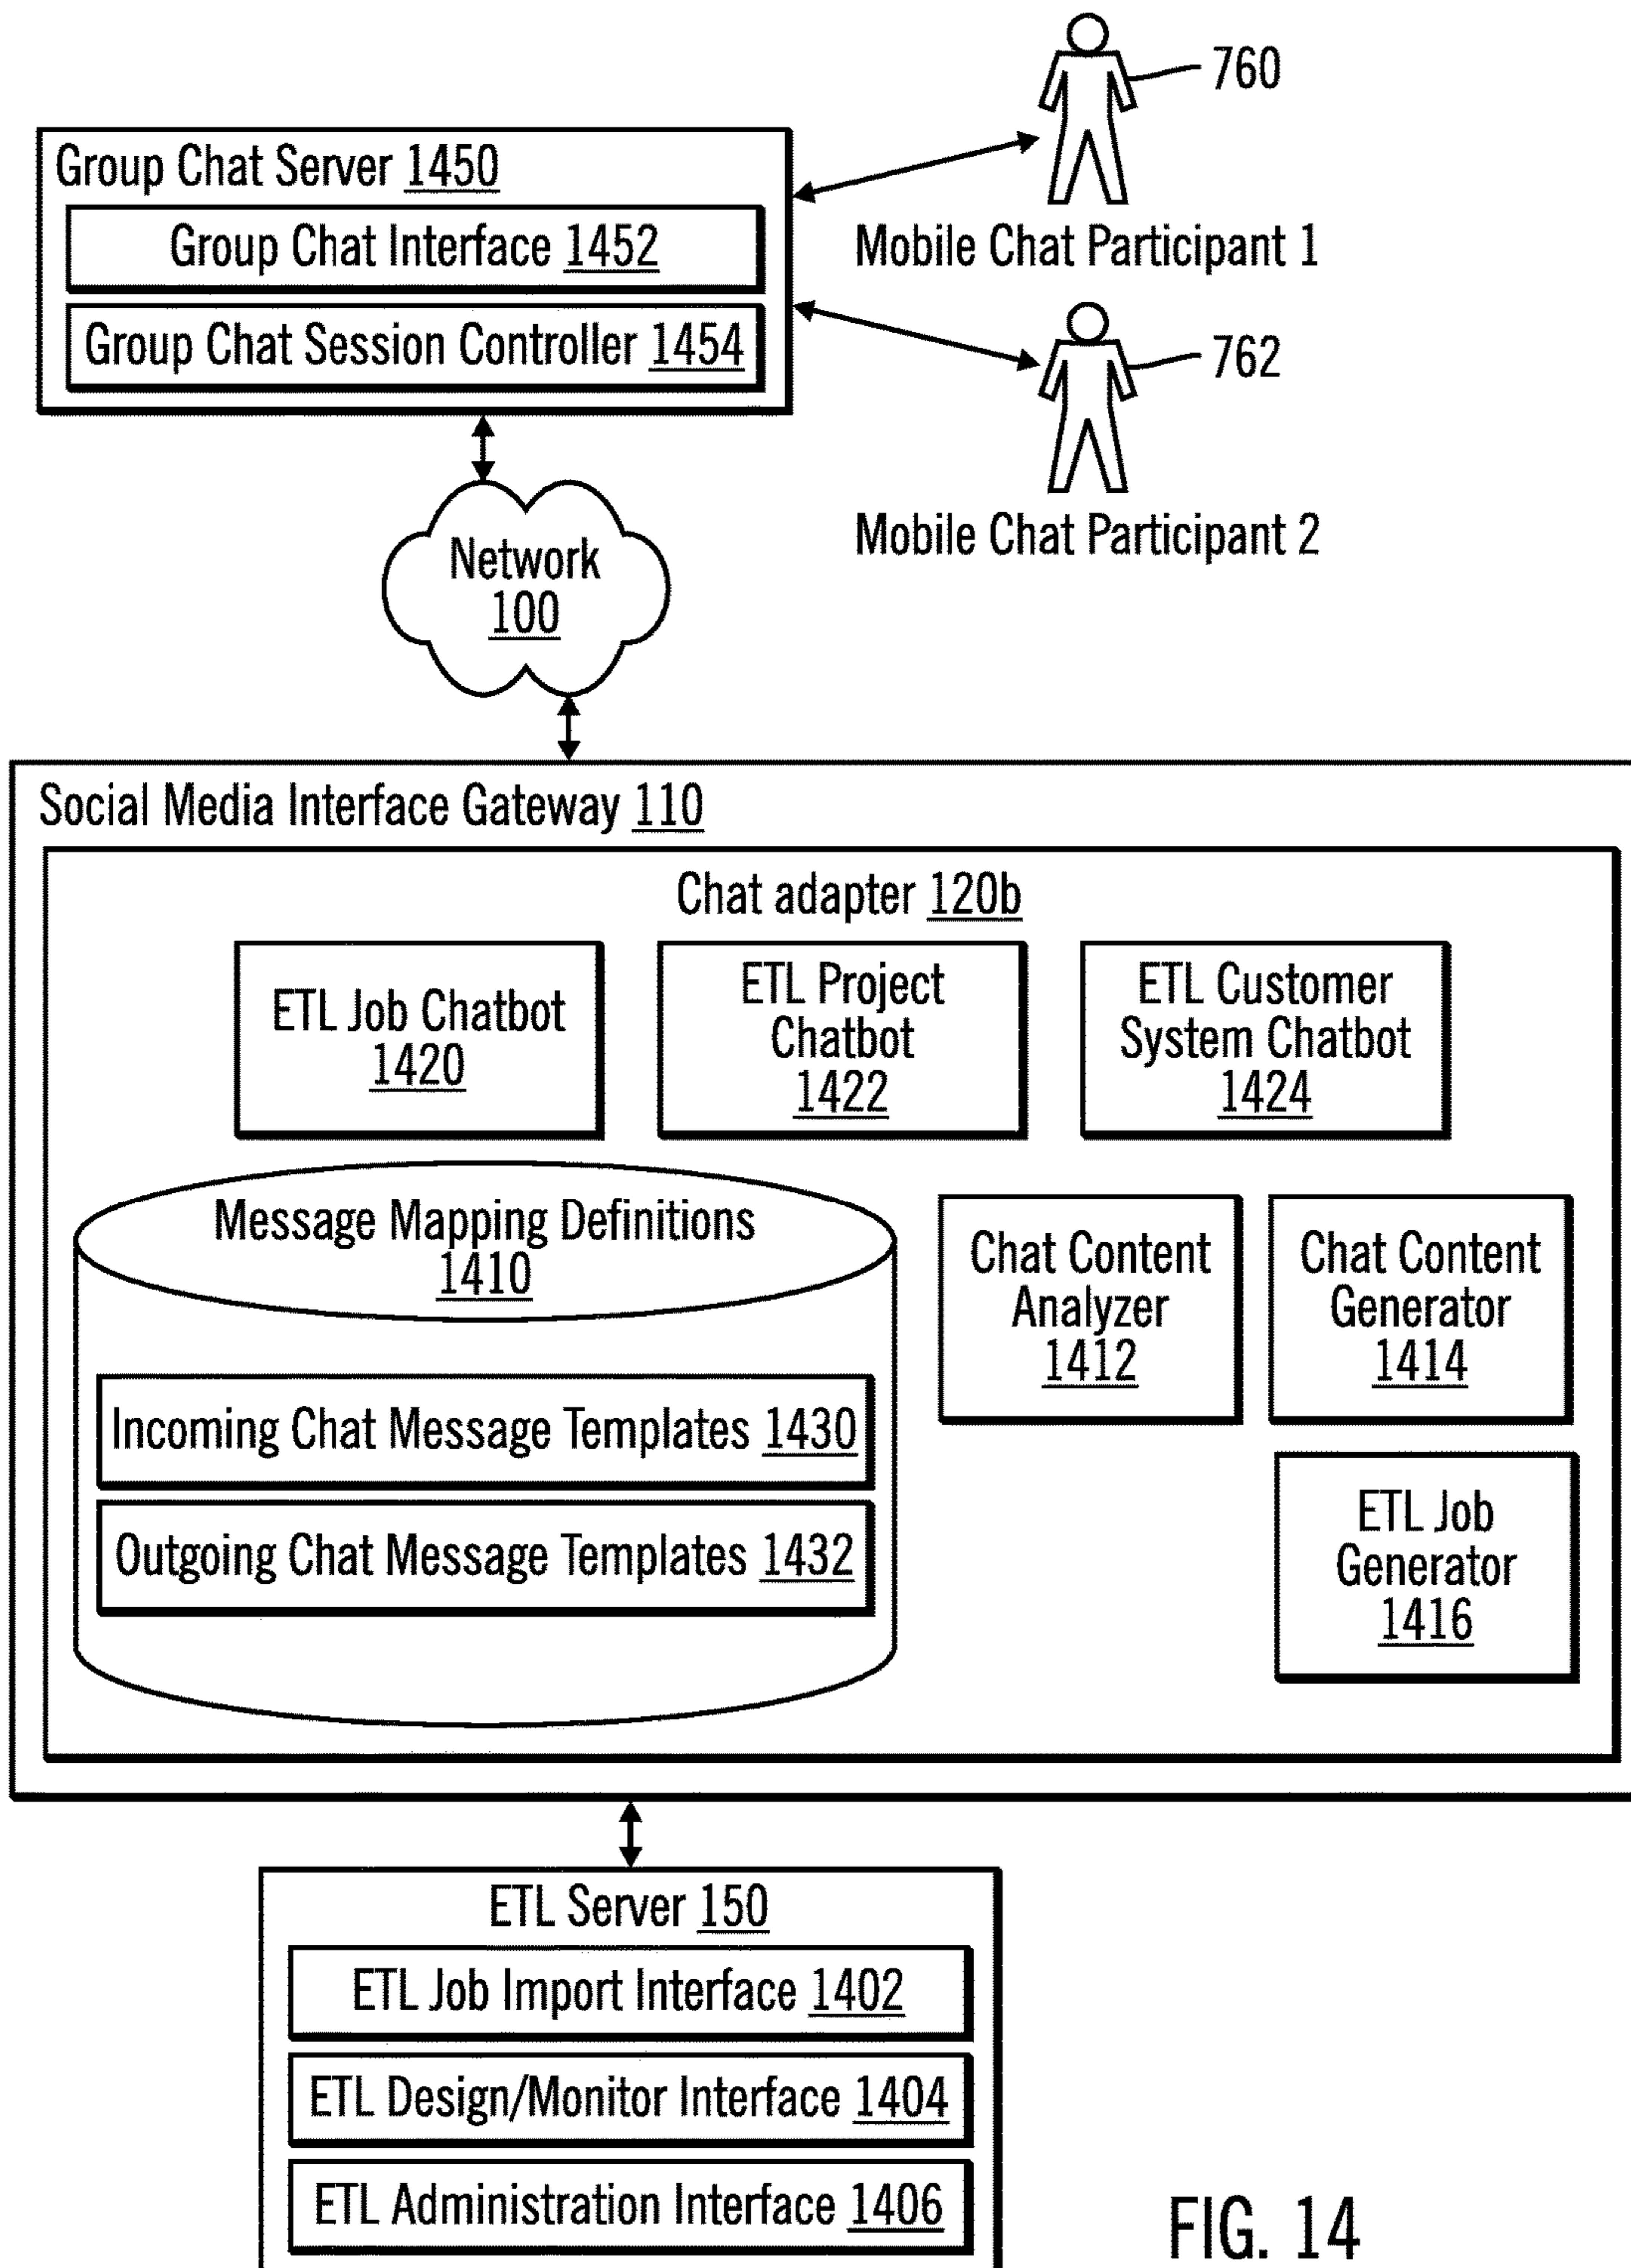 760
Group Chat Server 1450
Group Chat Interface 1452
Mobile Chat Participant 1
Group Chat Session Controller 1454
762
Mobile Chat Participant 2
Network
100
Social Media Interface Gateway 110
Chat adapter 120b
ETL Job Chatbot
1420
ETL Project
Chatbot
1422
ETL Customer
System Chatbot
1424
Message Mapping Definitions
1410
Incoming Chat Message Templates 1430
Outgoing Chat Message Templates 1432
Chat Content
Analyzer
1412
Chat Content
Generator
1414
ETL Job
Generator
1416
ETL Server 150
ETL Job Import Interface 1402
ETL Design/Monitor Interface 1404
ETL Administration Interface 1406
FIG. 14